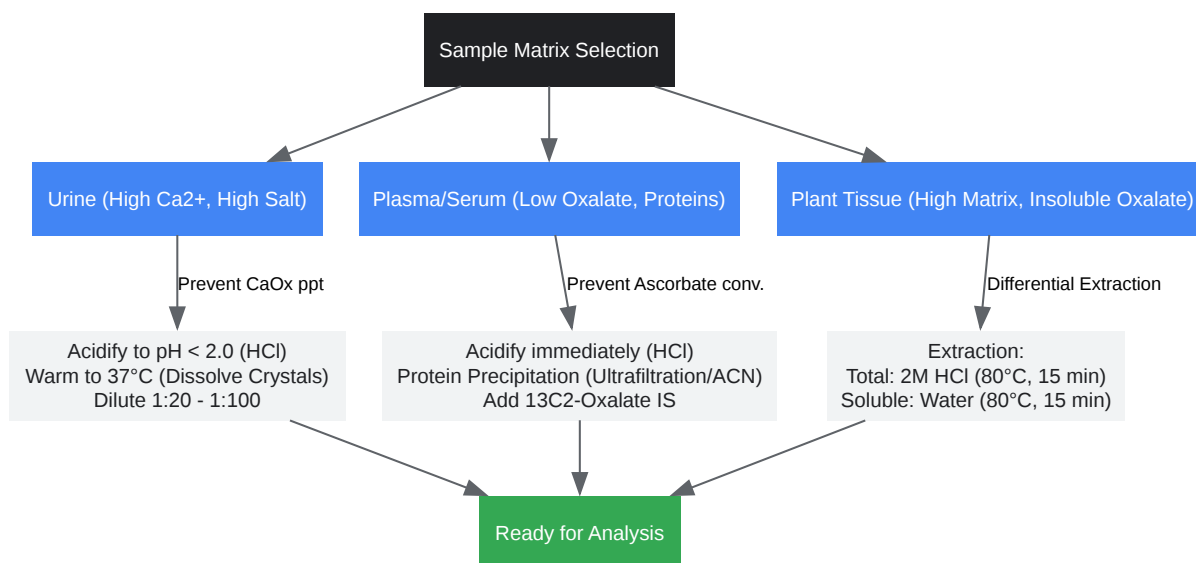 Sample Matrix Selection
Urine (High Ca2+, High Salt)
Plasma/Serum (Low Oxalate, Proteins)
Plant Tissue (High Matrix, Insoluble Oxalate)
Prevent CaOx ppt
Prevent Ascorbate conv.
Differential Extraction
Acidify to pH < 2.0 (HCl)
Warm to 37°C (Dissolve Crystals)
Dilute 1:20 - 1:100
Acidify immediately (HCl)
Protein Precipitation (Ultrafiltration/ACN)
Add 13C2-Oxalate IS
Extraction:
Total: 2M HCl (80°C, 15 min)
Soluble: Water (80°C, 15 min)
Ready for Analysis